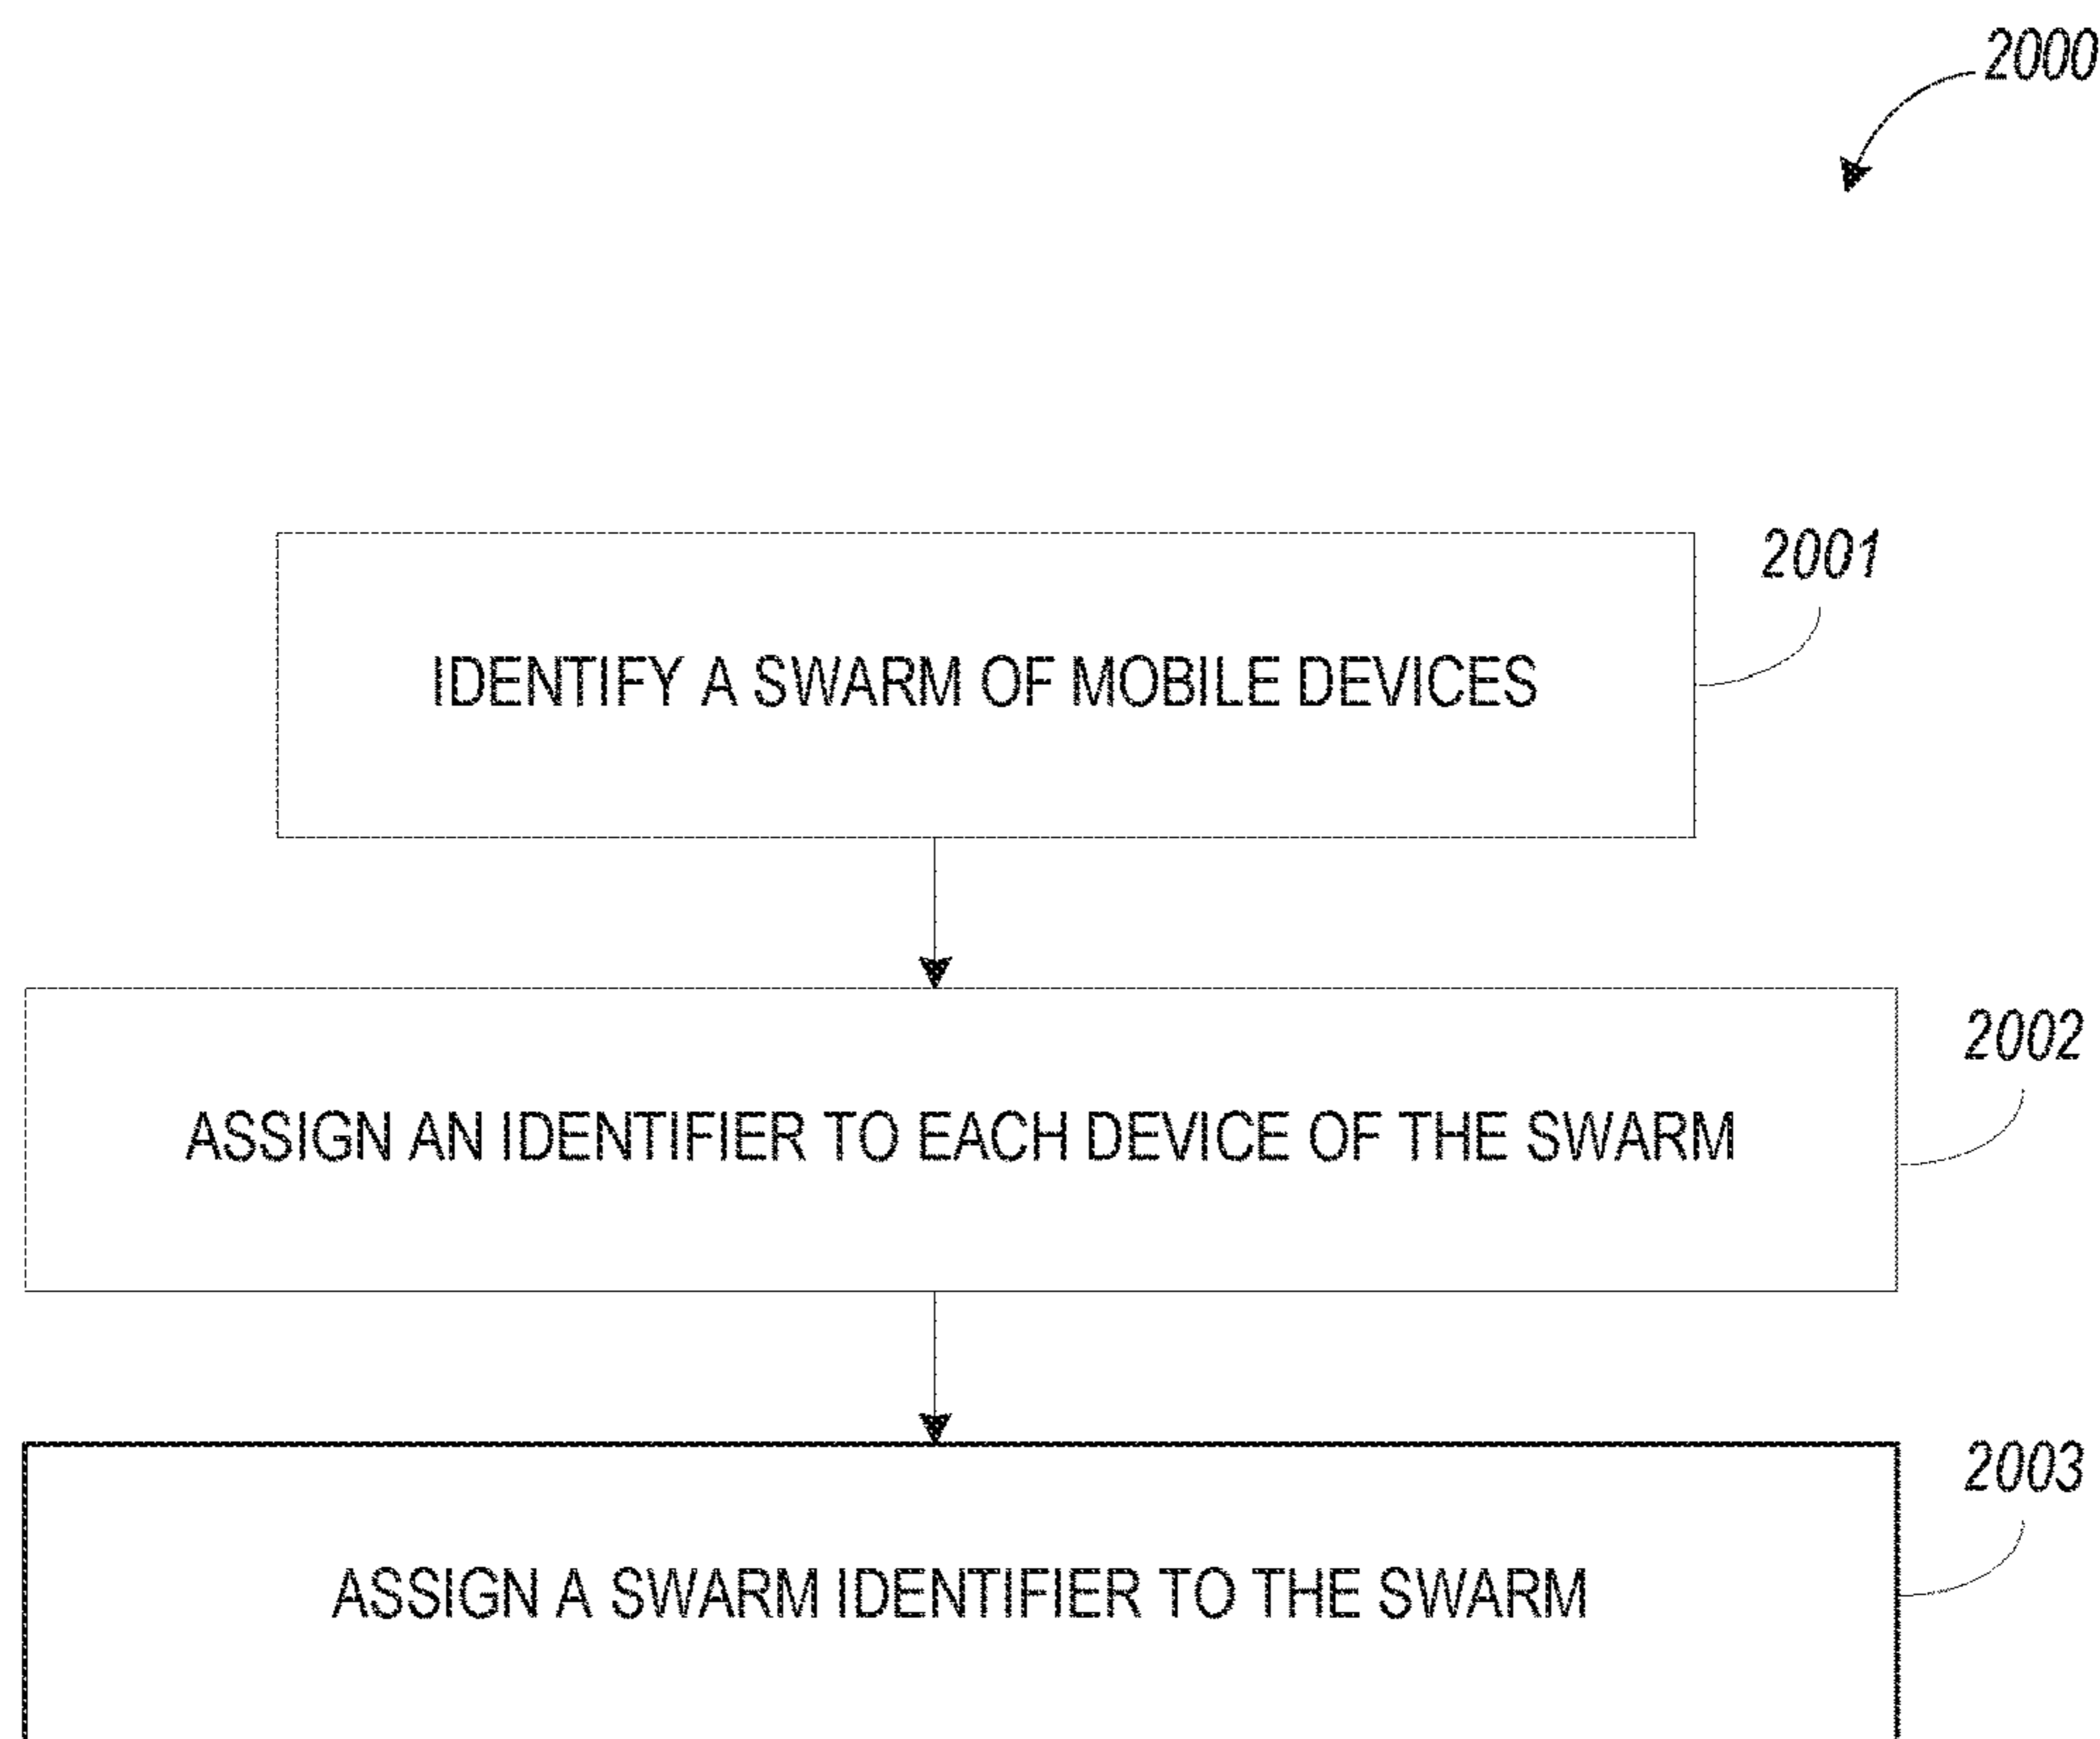 2000
2001
IDENTIFY A SWARM OF MOBILE DEVICES
2002
ASSIGN AN IDENTIFIER TO EACH DEVICE OF THE SWARM
2003
ASSIGN A SWARM IDENTIFIER TO THE SWARM